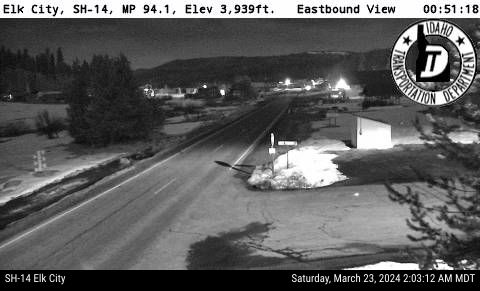 Elk City, SH-14, MP 94.1, Elev 3,939ft. Eastbound View 00:51:18
IDAHO
TRANSPORTATION DEPARTMENT
SH-14 Elk City Saturday, March 23, 2024 2:03:12 AM MDT